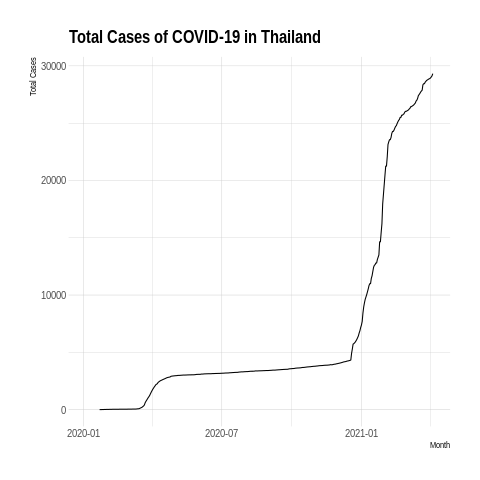 Total Cases of COVID-19 in Thailand
Total Cases
30000
20000
10000
0
2020-01
2020-07
2021-01
Month